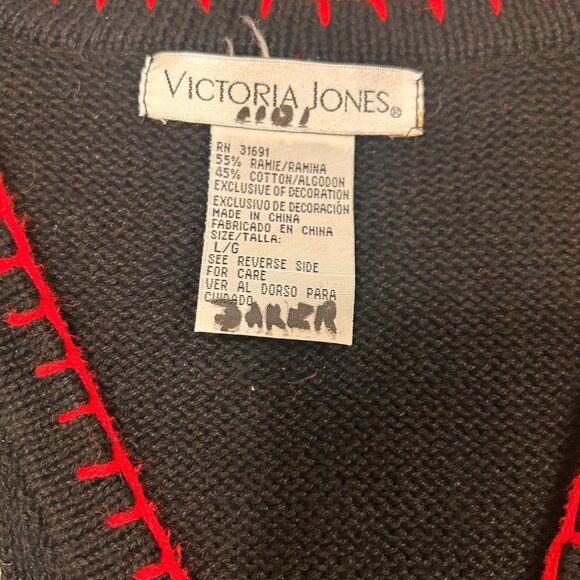 VICTORIA JONES®
RN 31691
55% RAMIE/RAMINA
45% COTTON/ALGODON
EXCLUSIVE OF DECORATION
EXCLUSIVO DE DECORACIÓN
MADE IN CHINA
FABRICADO EN CHINA
SIZE/TALLA:
L/G
SEE REVERSE SIDE
FOR CARE
VER AL DORSO PARA
CUIDADO
BAKER